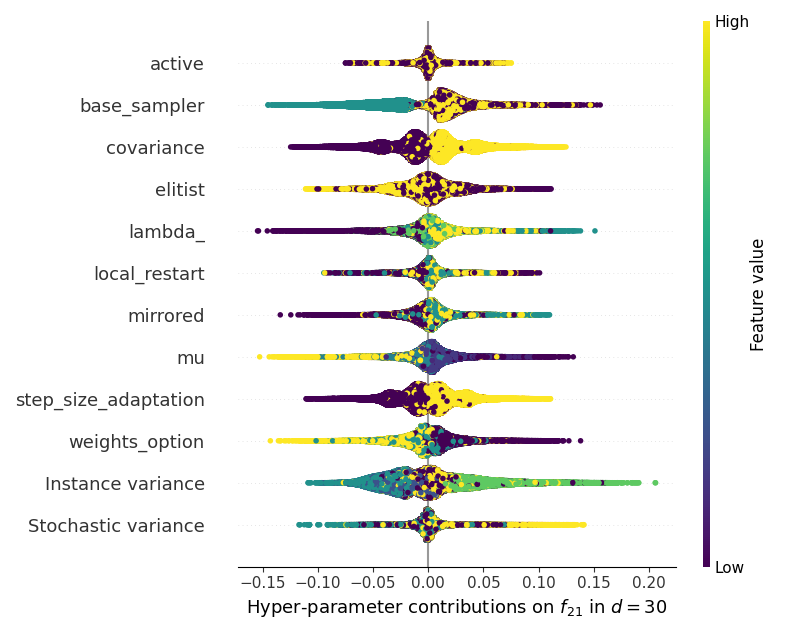 High
active
base_sampler
covariance
elitist
lambda_
local_restart
mirrored
mu
step_size_adaptation
weights_option
Instance variance
Stochastic variance
Feature value
Low
−0.15 −0.10 −0.05 0.00 0.05 0.10 0.15 0.20
Hyper-parameter contributions on f₂₁ in d = 30